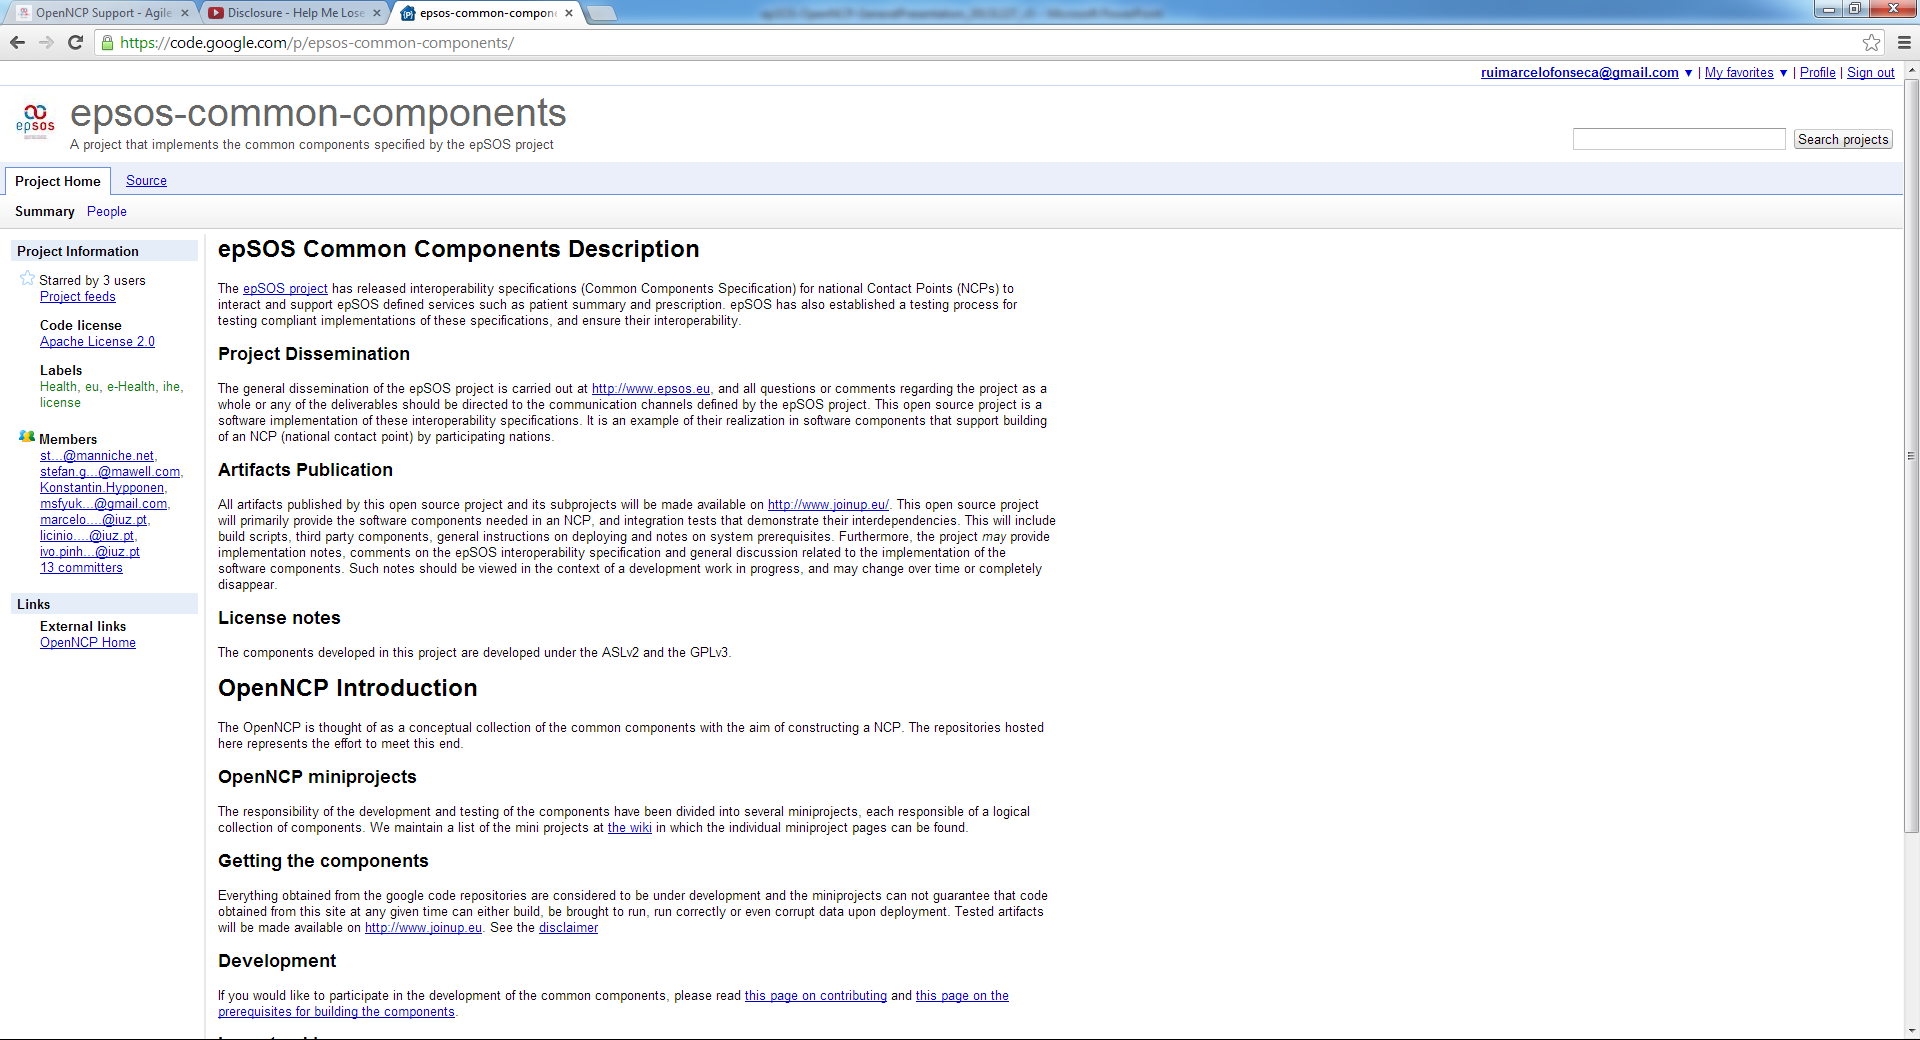 OpenNCP Support - Agile
Disclosure - Help Me Lose
epsos-common-compone
https://code.google.com/p/epsos-common-components/
ruimarcelofonseca@gmail.com ▼ | My favorites ▼ | Profile | Sign out
epsos
epsos-common-components
A project that implements the common components specified by the epSOS project
Search projects
Project Home
Source
Summary
People
Project Information
Starred by 3 users
Project feeds
Code license
Apache License 2.0
Labels
Health, eu, e-Health, ihe,
license
Members
st...@manniche.net,
stefan.g...@mawell.com,
Konstantin.Hypponen,
msfyuk...@gmail.com,
marcelo....@iuz.pt,
licinio....@iuz.pt,
ivo.pinh...@iuz.pt
13 committers
Links
External links
OpenNCP Home
epSOS Common Components Description
The epSOS project has released interoperability specifications (Common Components Specification) for national Contact Points (NCPs) to
interact and support epSOS defined services such as patient summary and prescription. epSOS has also established a testing process for
testing compliant implementations of these specifications, and ensure their interoperability.
Project Dissemination
The general dissemination of the epSOS project is carried out at http://www.epsos.eu, and all questions or comments regarding the project as a
whole or any of the deliverables should be directed to the communication channels defined by the epSOS project. This open source project is a
software implementation of these interoperability specifications. It is an example of their realization in software components that support building
of an NCP (national contact point) by participating nations.
Artifacts Publication
All artifacts published by this open source project and its subprojects will be made available on http://www.joinup.eu/. This open source project
will primarily provide the software components needed in an NCP, and integration tests that demonstrate their interdependencies. This will include
build scripts, third party components, general instructions on deploying and notes on system prerequisites. Furthermore, the project may provide
implementation notes, comments on the epSOS interoperability specification and general discussion related to the implementation of the
software components. Such notes should be viewed in the context of a development work in progress, and may change over time or completely
disappear.
License notes
The components developed in this project are developed under the ASLv2 and the GPLv3.
OpenNCP Introduction
The OpenNCP is thought of as a conceptual collection of the common components with the aim of constructing a NCP. The repositories hosted
here represents the effort to meet this end.
OpenNCP miniprojects
The responsibility of the development and testing of the components have been divided into several miniprojects, each responsible of a logical
collection of components. We maintain a list of the mini projects at the wiki in which the individual miniproject pages can be found.
Getting the components
Everything obtained from the google code repositories are considered to be under development and the miniprojects can not guarantee that code
obtained from this site at any given time can either build, be brought to run, run correctly or even corrupt data upon deployment. Tested artifacts
will be made available on http://www.joinup.eu. See the disclaimer
Development
If you would like to participate in the development of the common components, please read this page on contributing and this page on the
prerequisites for building the components.